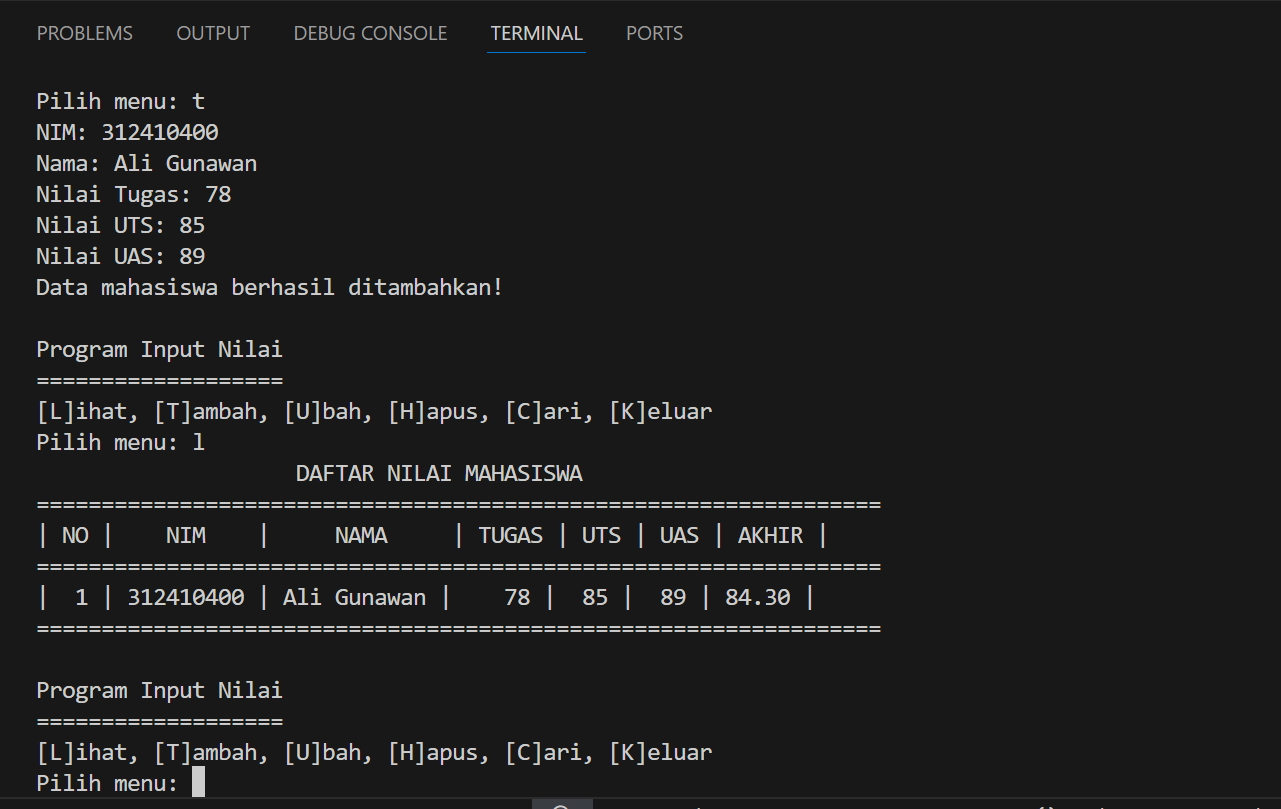 PROBLEMS OUTPUT DEBUG CONSOLE TERMINAL PORTS
Pilih menu: t
NIM: 312410400
Nama: Ali Gunawan
Nilai Tugas: 78
Nilai UTS: 85
Nilai UAS: 89
Data mahasiswa berhasil ditambahkan!
Program Input Nilai
===================
[L]ihat, [T]ambah, [U]bah, [H]apus, [C]ari, [K]eluar
Pilih menu: l
DAFTAR NILAI MAHASISWA
=================================================================
| NO |    NIM    |     NAMA     | TUGAS | UTS | UAS | AKHIR |
=================================================================
|  1 | 312410400 | Ali Gunawan |    78 |  85 |  89 | 84.30 |
=================================================================
Program Input Nilai
===================
[L]ihat, [T]ambah, [U]bah, [H]apus, [C]ari, [K]eluar
Pilih menu: